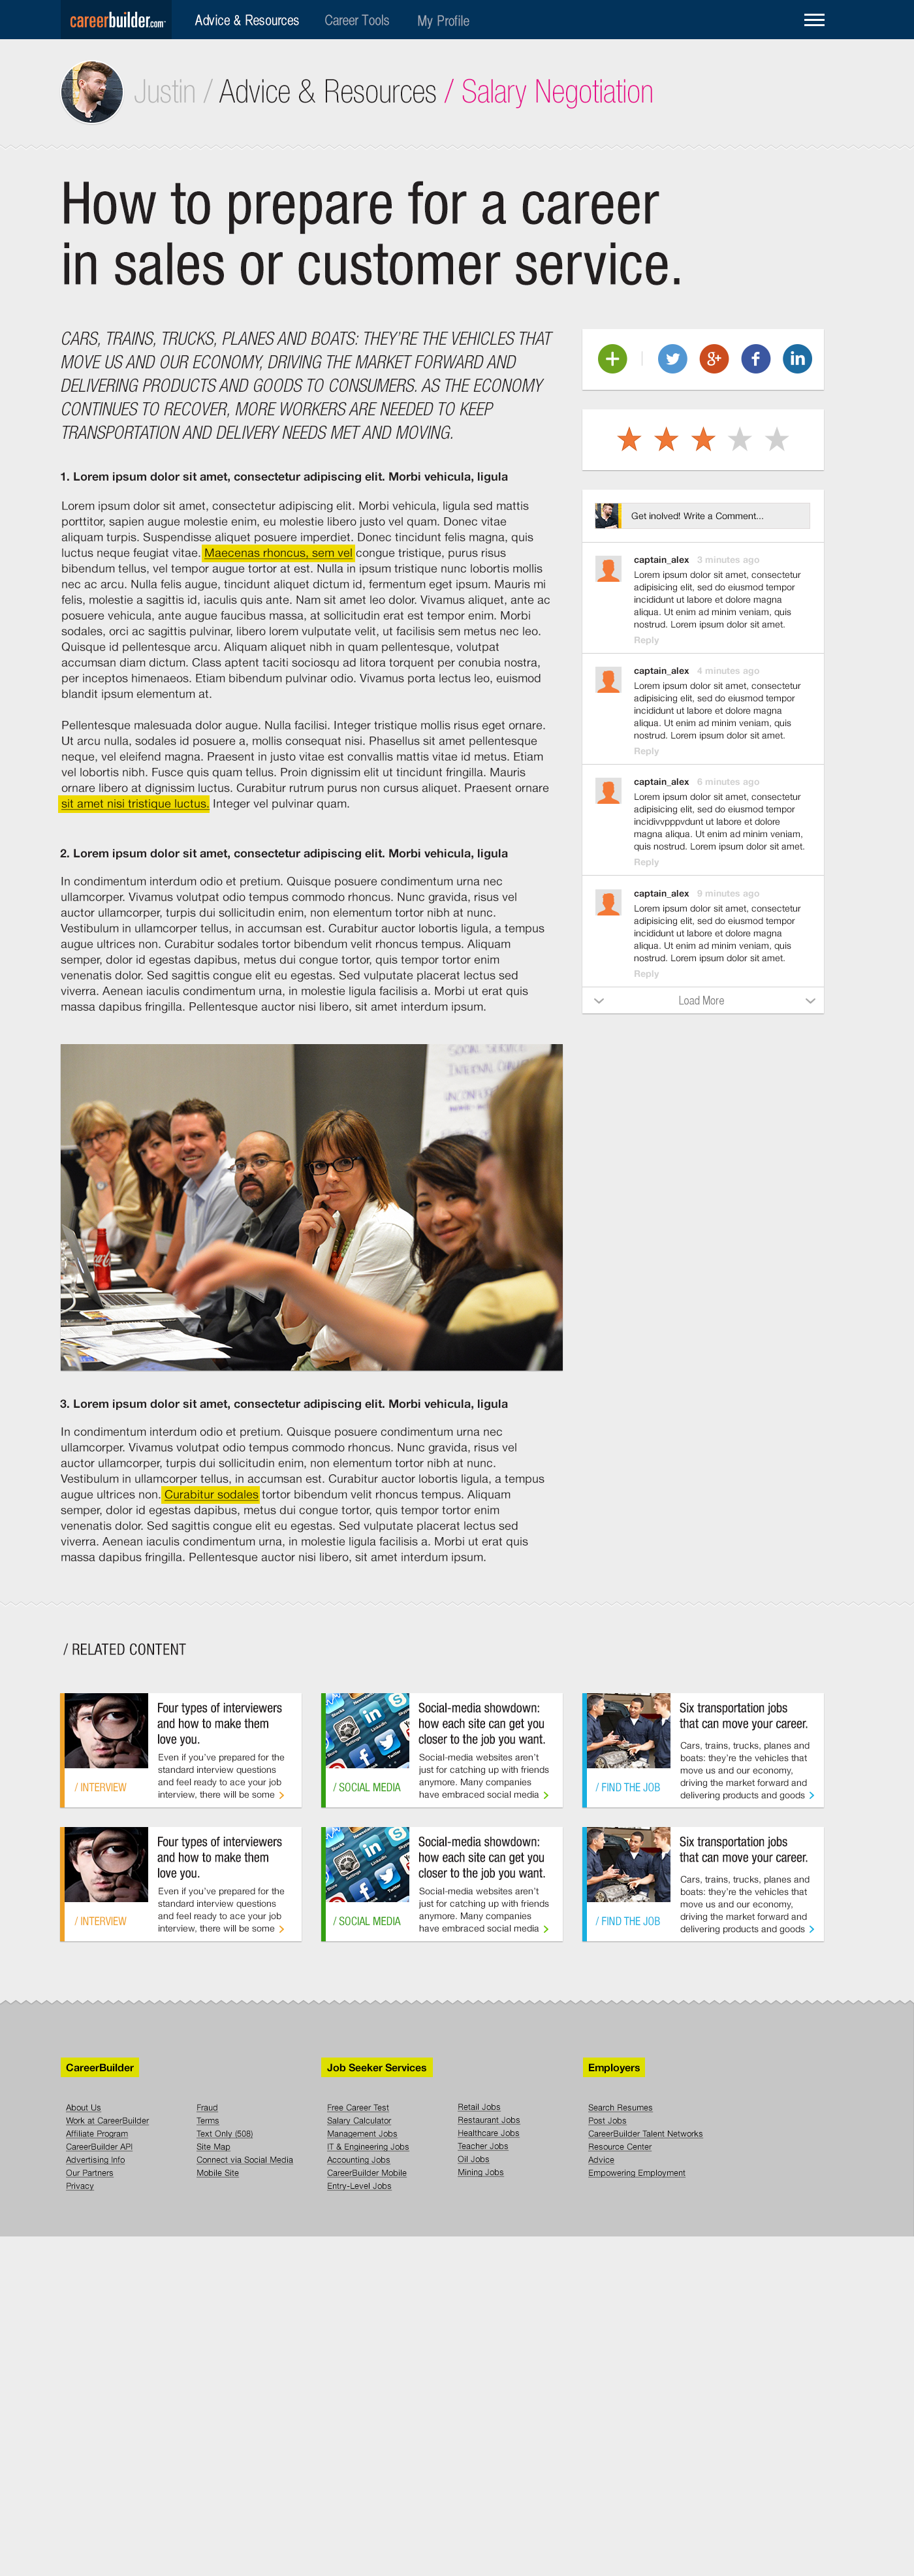 careerbuilder.com
Advice & Resources
Career Tools
My Profile
Justin / Advice & Resources / Salary Negotiation
How to prepare for a career
in sales or customer service.
CARS, TRAINS, TRUCKS, PLANES AND BOATS: THEY'RE THE VEHICLES THAT
MOVE US AND OUR ECONOMY, DRIVING THE MARKET FORWARD AND
DELIVERING PRODUCTS AND GOODS TO CONSUMERS. AS THE ECONOMY
CONTINUES TO RECOVER, MORE WORKERS ARE NEEDED TO KEEP
TRANSPORTATION AND DELIVERY NEEDS MET AND MOVING.
1. Lorem ipsum dolor sit amet, consectetur adipiscing elit. Morbi vehicula, ligula
Lorem ipsum dolor sit amet, consectetur adipiscing elit. Morbi vehicula, ligula sed mattis
porttitor, sapien augue molestie enim, eu molestie libero justo vel quam. Donec vitae
aliquam turpis. Suspendisse aliquet posuere imperdiet. Donec tincidunt felis magna, quis
luctus neque feugiat vitae. Maecenas rhoncus, sem vel congue tristique, purus risus
bibendum tellus, vel tempor augue tortor at est. Nulla in ipsum tristique nunc lobortis mollis
nec ac arcu. Nulla felis augue, tincidunt aliquet dictum id, fermentum eget ipsum. Mauris mi
felis, molestie a sagittis id, iaculis quis ante. Nam sit amet leo dolor. Vivamus aliquet, ante ac
posuere vehicula, ante augue faucibus massa, at sollicitudin erat est tempor enim. Morbi
sodales, orci ac sagittis pulvinar, libero lorem vulputate velit, ut facilisis sem metus nec leo.
Quisque id pellentesque arcu. Aliquam aliquet nibh in quam pellentesque, volutpat
accumsan diam dictum. Class aptent taciti sociosqu ad litora torquent per conubia nostra,
per inceptos himenaeos. Etiam bibendum pulvinar odio. Vivamus porta lectus leo, euismod
blandit ipsum elementum at.
Pellentesque malesuada dolor augue. Nulla facilisi. Integer tristique mollis risus eget ornare.
Ut arcu nulla, sodales id posuere a, mollis consequat nisi. Phasellus sit amet pellentesque
neque, vel eleifend magna. Praesent in justo vitae est convallis mattis vitae id metus. Etiam
vel lobortis nibh. Fusce quis quam tellus. Proin dignissim elit ut tincidunt fringilla. Mauris
ornare libero at dignissim luctus. Curabitur rutrum purus non cursus aliquet. Praesent ornare
sit amet nisi tristique luctus. Integer vel pulvinar quam.
2. Lorem ipsum dolor sit amet, consectetur adipiscing elit. Morbi vehicula, ligula
In condimentum interdum odio et pretium. Quisque posuere condimentum urna nec
ullamcorper. Vivamus volutpat odio tempus commodo rhoncus. Nunc gravida, risus vel
auctor ullamcorper, turpis dui sollicitudin enim, non elementum tortor nibh at nunc.
Vestibulum in ullamcorper tellus, in accumsan est. Curabitur auctor lobortis ligula, a tempus
augue ultrices non. Curabitur sodales tortor bibendum velit rhoncus tempus. Aliquam
semper, dolor id egestas dapibus, metus dui congue tortor, quis tempor tortor enim
venenatis dolor. Sed sagittis congue elit eu egestas. Sed vulputate placerat lectus sed
viverra. Aenean iaculis condimentum urna, in molestie ligula facilisis a. Morbi ut erat quis
massa dapibus fringilla. Pellentesque auctor nisi libero, sit amet interdum ipsum.
Get inolved! Write a Comment...
captain_alex 3 minutes ago
Lorem ipsum dolor sit amet, consectetur
adipisicing elit, sed do eiusmod tempor
incididunt ut labore et dolore magna
aliqua. Ut enim ad minim veniam, quis
nostrud. Lorem ipsum dolor sit amet.
Reply
captain_alex 4 minutes ago
Lorem ipsum dolor sit amet, consectetur
adipisicing elit, sed do eiusmod tempor
incididunt ut labore et dolore magna
aliqua. Ut enim ad minim veniam, quis
nostrud. Lorem ipsum dolor sit amet.
Reply
captain_alex 6 minutes ago
Lorem ipsum dolor sit amet, consectetur
adipisicing elit, sed do eiusmod tempor
incidivvpppvdunt ut labore et dolore
magna aliqua. Ut enim ad minim veniam,
quis nostrud. Lorem ipsum dolor sit amet.
Reply
captain_alex 9 minutes ago
Lorem ipsum dolor sit amet, consectetur
adipisicing elit, sed do eiusmod tempor
incididunt ut labore et dolore magna
aliqua. Ut enim ad minim veniam, quis
nostrud. Lorem ipsum dolor sit amet.
Reply
Load More
3. Lorem ipsum dolor sit amet, consectetur adipiscing elit. Morbi vehicula, ligula
In condimentum interdum odio et pretium. Quisque posuere condimentum urna nec
ullamcorper. Vivamus volutpat odio tempus commodo rhoncus. Nunc gravida, risus vel
auctor ullamcorper, turpis dui sollicitudin enim, non elementum tortor nibh at nunc.
Vestibulum in ullamcorper tellus, in accumsan est. Curabitur auctor lobortis ligula, a tempus
augue ultrices non. Curabitur sodales tortor bibendum velit rhoncus tempus. Aliquam
semper, dolor id egestas dapibus, metus dui congue tortor, quis tempor tortor enim
venenatis dolor. Sed sagittis congue elit eu egestas. Sed vulputate placerat lectus sed
viverra. Aenean iaculis condimentum urna, in molestie ligula facilisis a. Morbi ut erat quis
massa dapibus fringilla. Pellentesque auctor nisi libero, sit amet interdum ipsum.
/ RELATED CONTENT
Four types of interviewers
and how to make them
love you.
Even if you've prepared for the
standard interview questions
and feel ready to ace your job
interview, there will be some
/ INTERVIEW
Social-media showdown:
how each site can get you
closer to the job you want.
Social-media websites aren't
just for catching up with friends
anymore. Many companies
have embraced social media
/ SOCIAL MEDIA
Six transportation jobs
that can move your career.
Cars, trains, trucks, planes and
boats: they're the vehicles that
move us and our economy,
driving the market forward and
delivering products and goods
/ FIND THE JOB
Four types of interviewers
and how to make them
love you.
Even if you've prepared for the
standard interview questions
and feel ready to ace your job
interview, there will be some
/ INTERVIEW
Social-media showdown:
how each site can get you
closer to the job you want.
Social-media websites aren't
just for catching up with friends
anymore. Many companies
have embraced social media
/ SOCIAL MEDIA
Six transportation jobs
that can move your career.
Cars, trains, trucks, planes and
boats: they're the vehicles that
move us and our economy,
driving the market forward and
delivering products and goods
/ FIND THE JOB
CareerBuilder
About Us
Work at CareerBuilder
Affiliate Program
CareerBuilder API
Advertising Info
Our Partners
Privacy
Fraud
Terms
Text Only (508)
Site Map
Connect via Social Media
Mobile Site
Job Seeker Services
Free Career Test
Salary Calculator
Management Jobs
IT & Engineering Jobs
Accounting Jobs
CareerBuilder Mobile
Entry-Level Jobs
Retail Jobs
Restaurant Jobs
Healthcare Jobs
Teacher Jobs
Oil Jobs
Mining Jobs
Employers
Search Resumes
Post Jobs
CareerBuilder Talent Networks
Resource Center
Advice
Empowering Employment